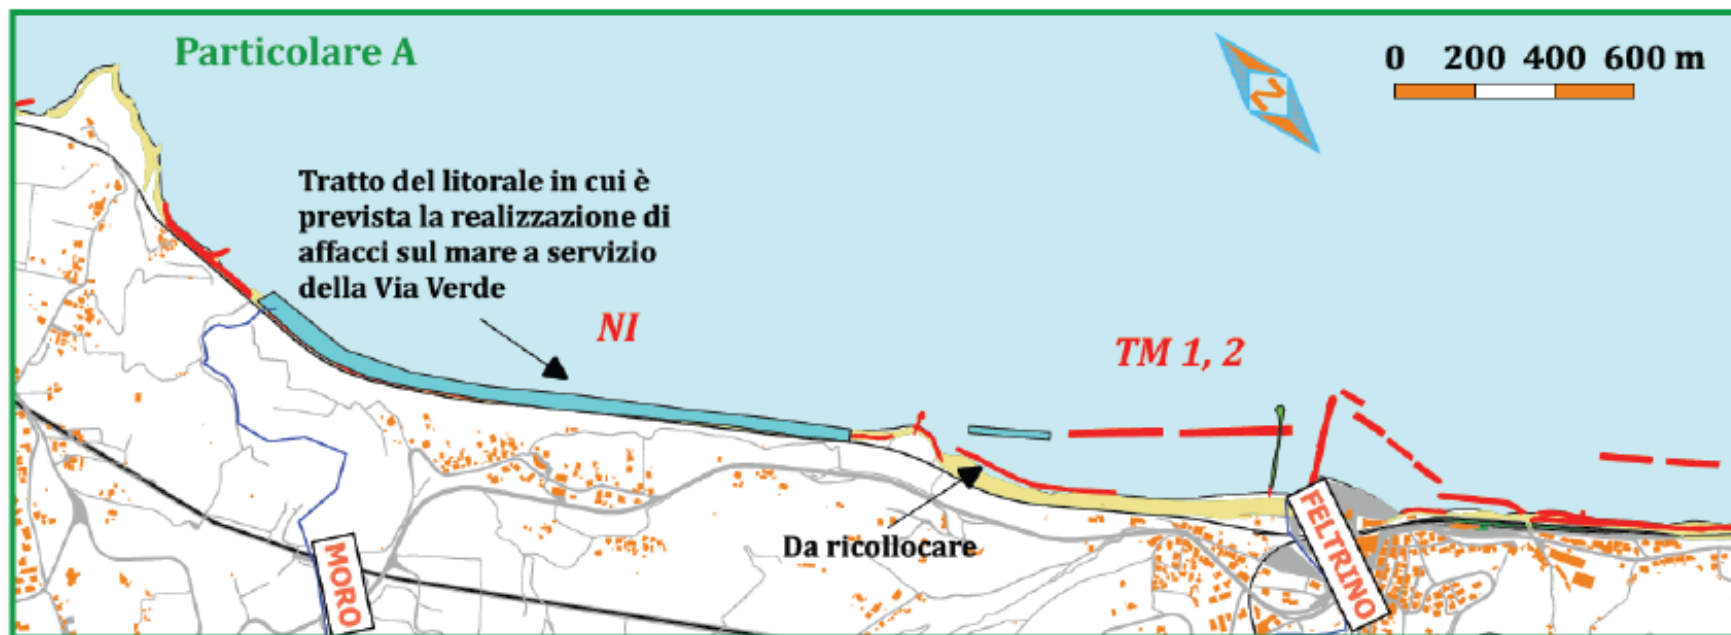 Particolare A
0 200 400 600 m
N
Tratto del litorale in cui è
prevista la realizzazione di
affacci sul mare a servizio
della Via Verde
NI
TM 1, 2
Da ricollocare
MORO
FELTRINO